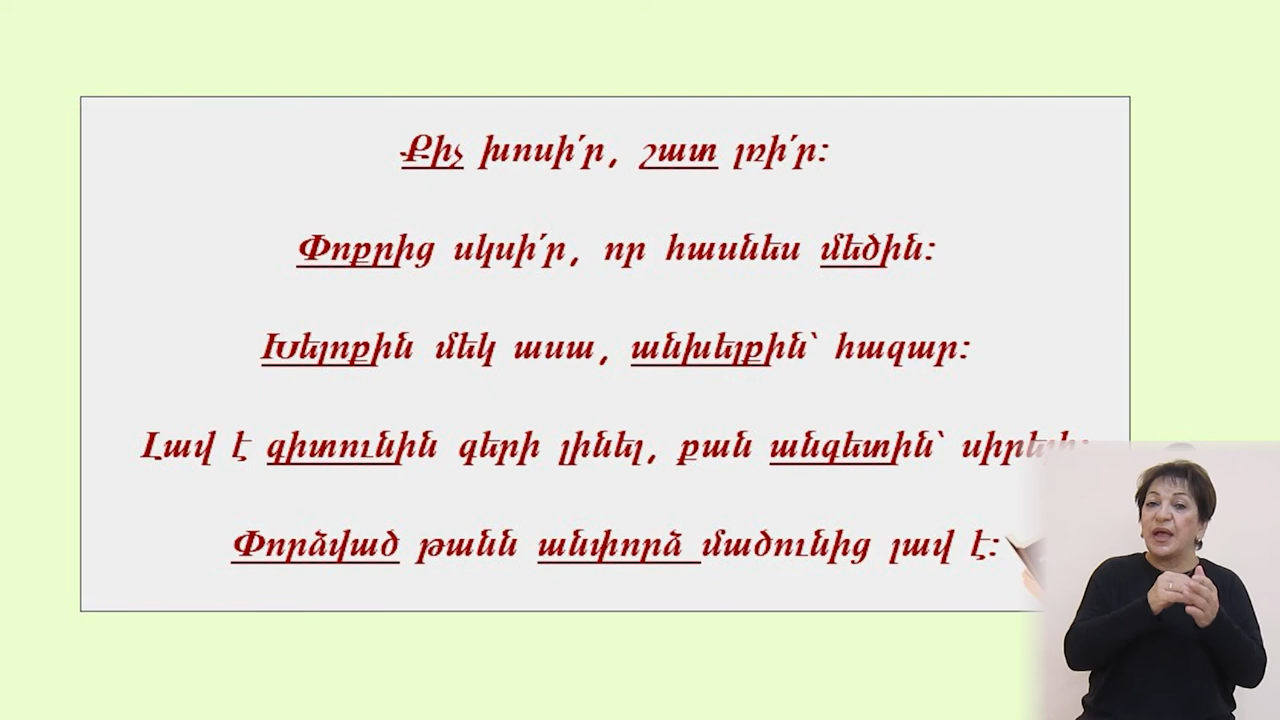 Քիչ խոսի՛ր, շատ լռի՛ր:
Փոքրից սկսի՛ր, որ հասնես մեծին:
Խելոքին մեկ ասա, անխելքին՝ հազար:
Լավ է գիտունին գերի լինել, քան անգետին՝
Փորձված թանն անփորձ մածունից լավ է: